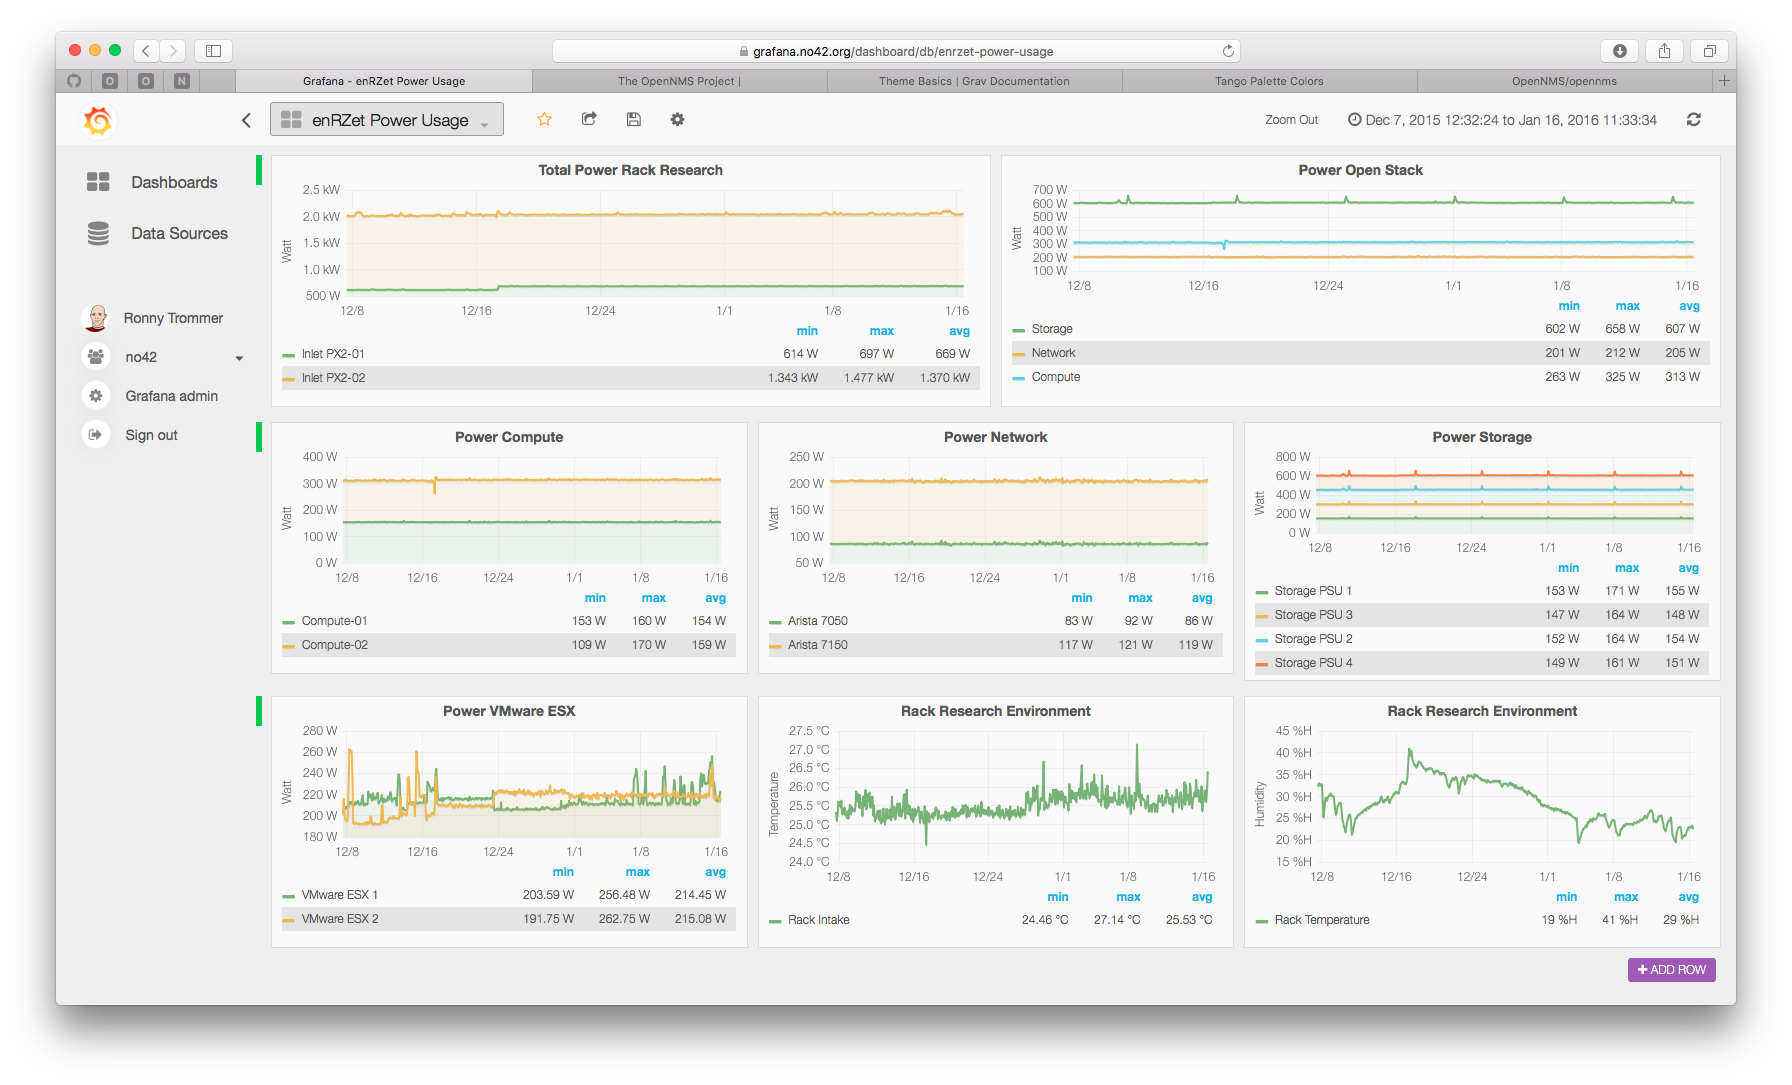 grafana.no42.org/dashboard/db/enrzet-power-usage
O O N Grafana - enRZet Power Usage The OpenNMS Project | Theme Basics | Grav Documentation Tango Palette Colors OpenNMS/opennms +
enRZet Power Usage Zoom Out Dec 7, 2015 12:32:24 to Jan 16, 2016 11:33:34
Dashboards
Data Sources
Ronny Trommer
no42
Grafana admin
Sign out
Total Power Rack Research
2.5 kW
2.0 kW
1.5 kW
1.0 kW
500 W
Watt
12/8 12/16 12/24 1/1 1/8 1/16
min max avg
Inlet PX2-01 614 W 697 W 669 W
Inlet PX2-02 1.343 kW 1.477 kW 1.370 kW
Power Open Stack
700 W
600 W
500 W
400 W
300 W
200 W
100 W
Watt
12/8 12/16 12/24 1/1 1/8 1/16
min max avg
Storage 602 W 658 W 607 W
Network 201 W 212 W 205 W
Compute 263 W 325 W 313 W
Power Compute
400 W
300 W
200 W
100 W
0 W
Watt
12/8 12/16 12/24 1/1 1/8 1/16
min max avg
Compute-01 153 W 160 W 154 W
Compute-02 109 W 170 W 159 W
Power Network
250 W
200 W
150 W
100 W
50 W
Watt
12/8 12/16 12/24 1/1 1/8 1/16
min max avg
Arista 7050 83 W 92 W 86 W
Arista 7150 117 W 121 W 119 W
Power Storage
800 W
600 W
400 W
200 W
0 W
Watt
12/8 12/16 12/24 1/1 1/8 1/16
min max avg
Storage PSU 1 153 W 171 W 155 W
Storage PSU 3 147 W 164 W 148 W
Storage PSU 2 152 W 164 W 154 W
Storage PSU 4 149 W 161 W 151 W
Power VMware ESX
280 W
260 W
240 W
220 W
200 W
180 W
Watt
12/8 12/16 12/24 1/1 1/8 1/16
min max avg
VMware ESX 1 203.59 W 256.48 W 214.45 W
VMware ESX 2 191.75 W 262.75 W 215.08 W
Rack Research Environment
27.5 °C
27.0 °C
26.5 °C
26.0 °C
25.5 °C
25.0 °C
24.5 °C
24.0 °C
Temperature
12/8 12/16 12/24 1/1 1/8 1/16
min max avg
Rack Intake 24.46 °C 27.14 °C 25.53 °C
Rack Research Environment
45 %H
40 %H
35 %H
30 %H
25 %H
20 %H
15 %H
Humidity
12/8 12/16 12/24 1/1 1/8 1/16
min max avg
Rack Temperature 19 %H 41 %H 29 %H
+ ADD ROW